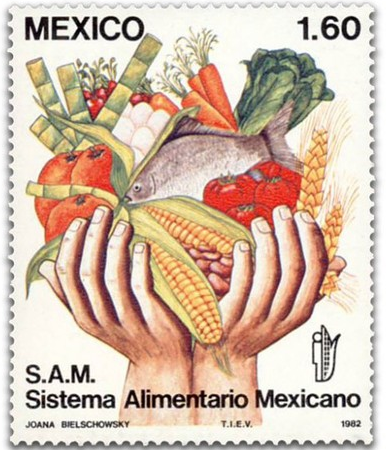 MEXICO 1.60
S.A.M.
Sistema Alimentario Mexicano
JOANA BIELSCHOWSKY T.I.E.V. 1982